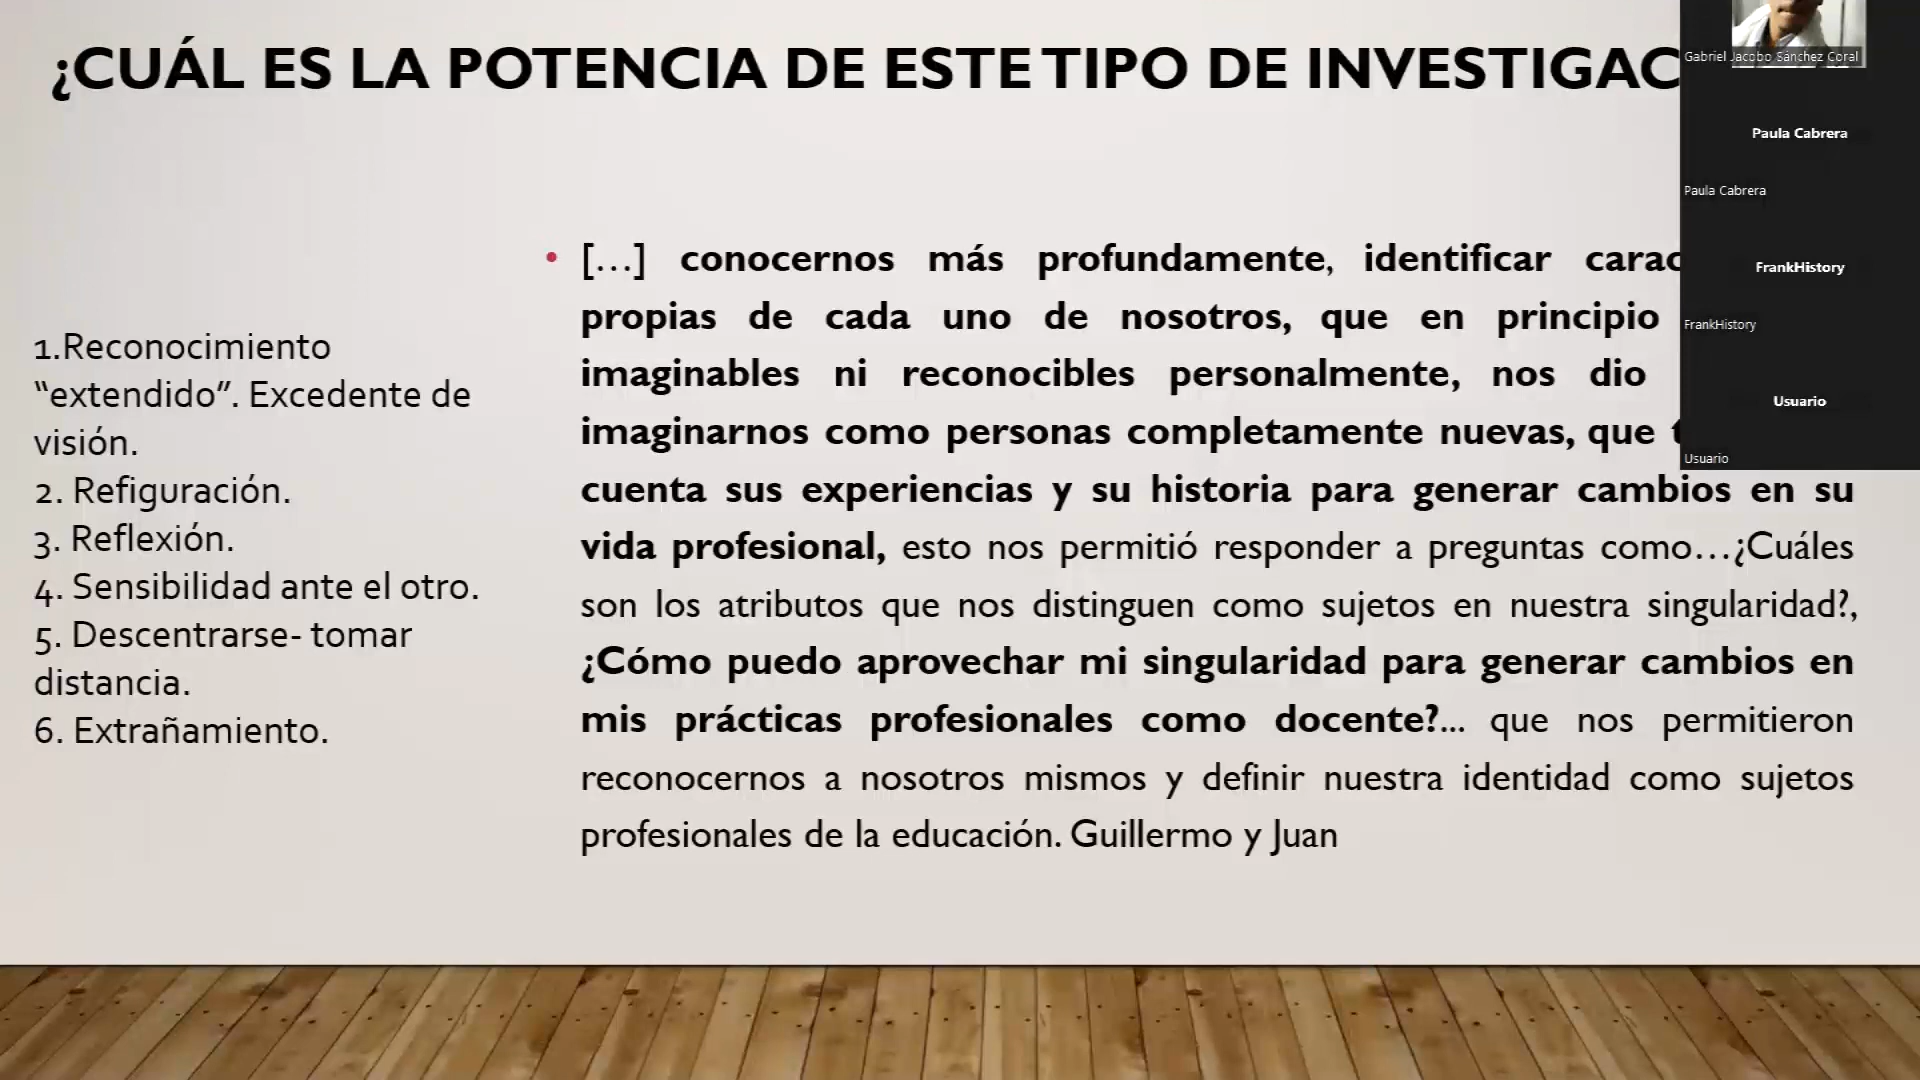 ¿CUÁL ES LA POTENCIA DE ESTE TIPO DE INVESTIGAC
1.Reconocimiento
“extendido”. Excedente de
visión.
2. Refiguración.
3. Reflexión.
4. Sensibilidad ante el otro.
5. Descentrarse- tomar
distancia.
6. Extrañamiento.
• […] conocernos más profundamente, identificar carac
propias de cada uno de nosotros, que en principio
imaginables ni reconocibles personalmente, nos dio
imaginarnos como personas completamente nuevas, que
cuenta sus experiencias y su historia para generar cambios en su
vida profesional, esto nos permitió responder a preguntas como…¿Cuáles
son los atributos que nos distinguen como sujetos en nuestra singularidad?,
¿Cómo puedo aprovechar mi singularidad para generar cambios en
mis prácticas profesionales como docente?... que nos permitieron
reconocernos a nosotros mismos y definir nuestra identidad como sujetos
profesionales de la educación. Guillermo y Juan
Gabriel Jacobo Sánchez Coral
Paula Cabrera
Paula Cabrera
FrankHistory
FrankHistory
Usuario
Usuario